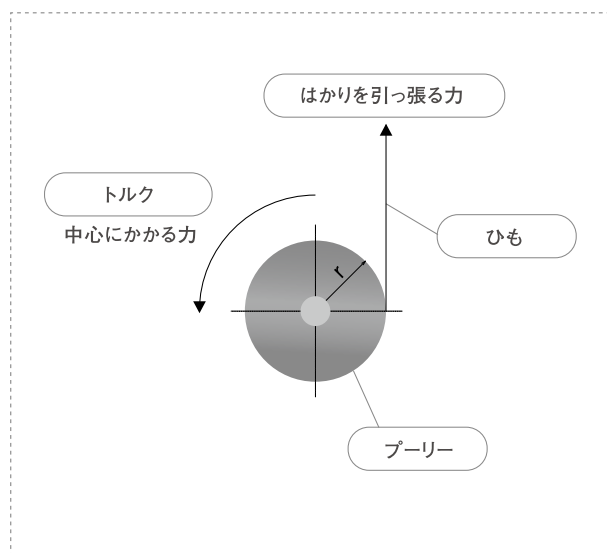 はかりを引っ張る力
トルク
中心にかかる力
ひも
r
プーリー